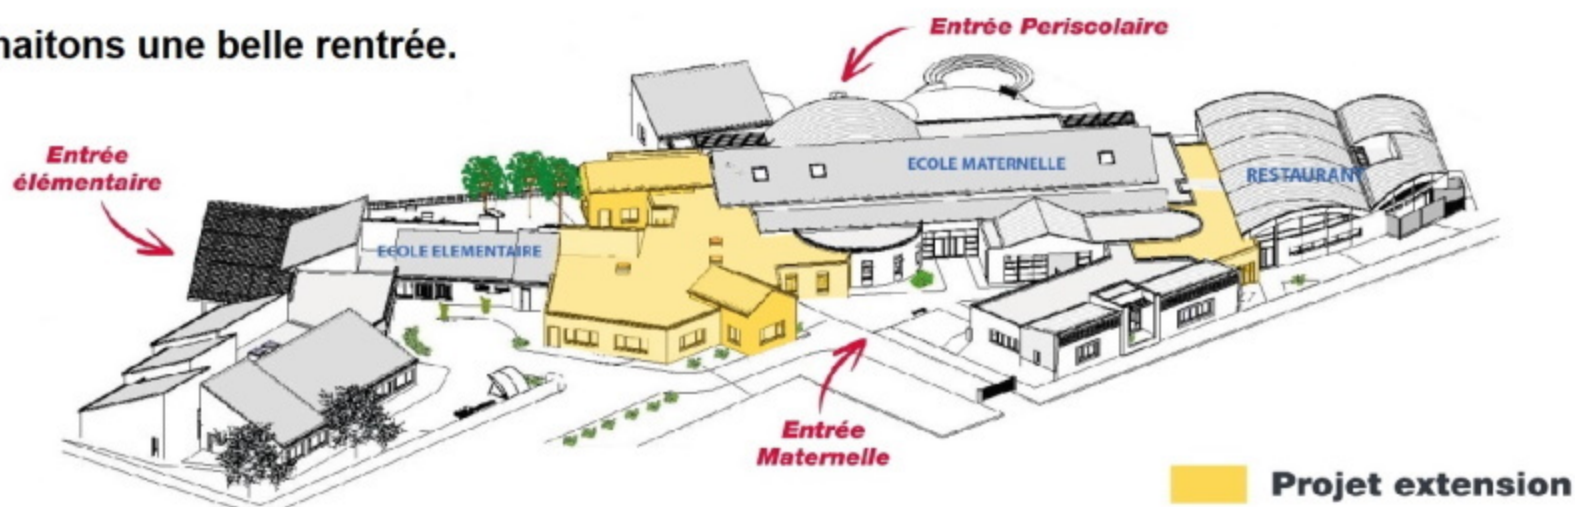 haitons une belle rentrée.
Entrée Periscolaire
Entrée
élémentaire
ECOLE MATERNELLE
RESTAURANT
ECOLE ELEMENTAIRE
Entrée
Maternelle
Projet extension